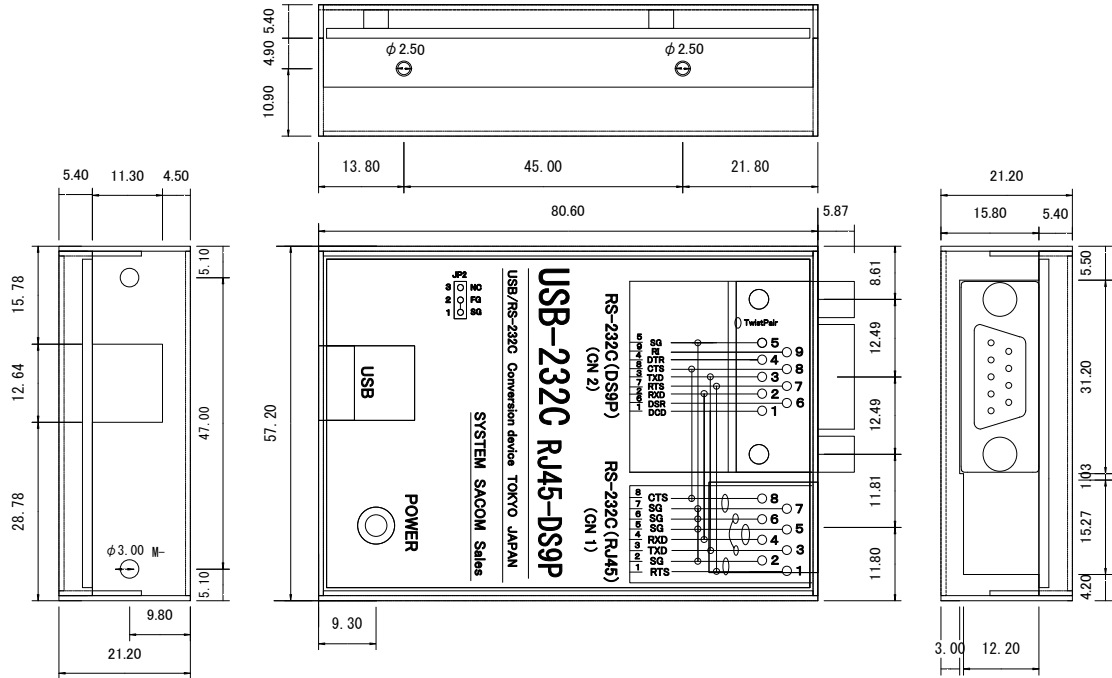 5.40
4.90
10.90
φ2.50
φ2.50
13.80
45.00
21.80
5.40
11.30
4.50
80.60
5.87
21.20
15.80
5.40
15.78
12.64
28.78
5.10
47.00
5.10
φ3.00 M-
9.80
21.20
57.20
JP2
3 NC
2 FG
1 SG
USB
POWER
9.30
USB-232C RJ45-DS9P
USB/RS-232C Conversion device TOKYO JAPAN
SYSTEM SACOM Sales
RS-232C(DS9P)
(CN 2)
TwistPair
5 SG
9 RI
4 DTR
8 CTS
3 TXD
7 RTS
2 RXD
6 DSR
1 DCD
5
9
4
8
3
7
2
6
1
RS-232C(RJ45)
(CN 1)
8 CTS
7 SG
6 SG
5 SG
4 RXD
3 TXD
2 SG
1 RTS
8
7
6
5
4
3
2
1
8.61
12.49
12.49
11.81
11.80
5.50
31.20
1.03
15.27
4.20
3.00
12.20